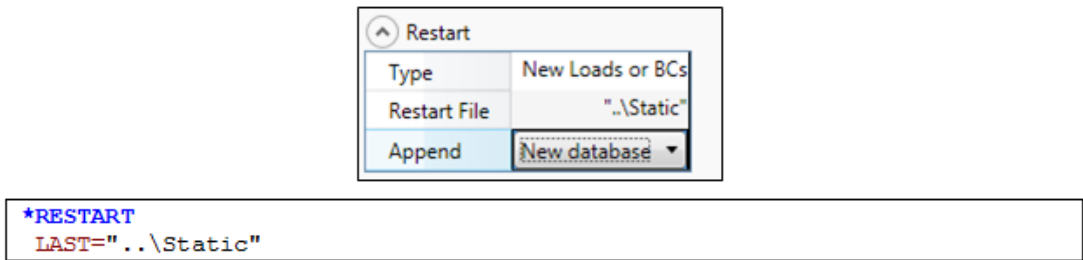 Restart
Type New Loads or BCs
Restart File "..\Static"
Append New database
*RESTART
LAST="..\Static"